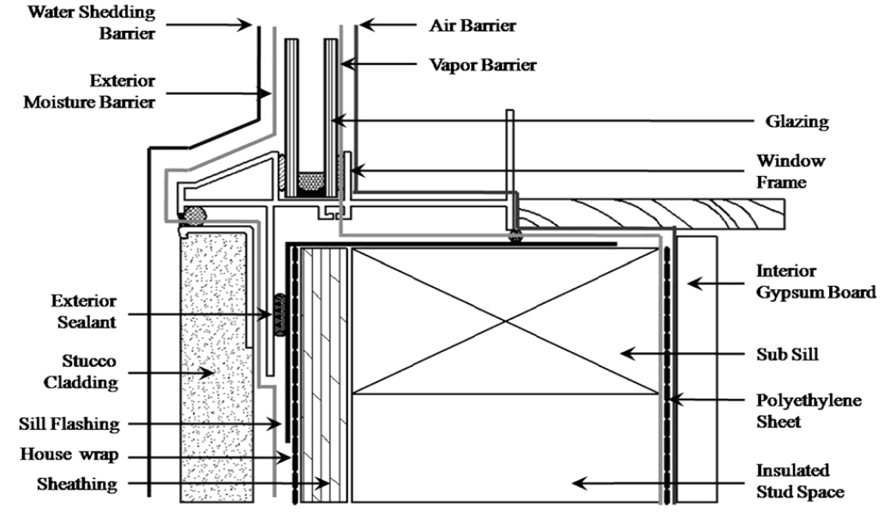 Water Shedding
Barrier
Exterior
Moisture Barrier
Exterior
Sealant
Stucco
Cladding
Sill Flashing
House wrap
Sheathing
Air Barrier
Vapor Barrier
Glazing
Window
Frame
Interior
Gypsum Board
Sub Sill
Polyethylene
Sheet
Insulated
Stud Space